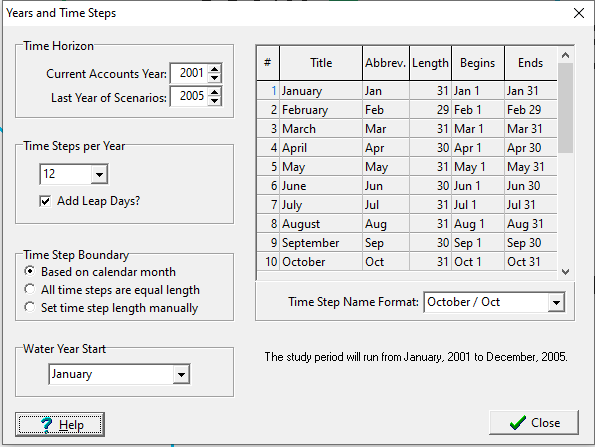 Years and Time Steps
Time Horizon
Current Accounts Year: 2001
Last Year of Scenarios: 2005
Time Steps per Year
12
Add Leap Days?
Time Step Boundary
Based on calendar month
All time steps are equal length
Set time step length manually
Water Year Start
January
Help
# Title Abbrev. Length Begins Ends
1 January Jan 31 Jan 1 Jan 31
2 February Feb 29 Feb 1 Feb 29
3 March Mar 31 Mar 1 Mar 31
4 April Apr 30 Apr 1 Apr 30
5 May May 31 May 1 May 31
6 June Jun 30 Jun 1 Jun 30
7 July Jul 31 Jul 1 Jul 31
8 August Aug 31 Aug 1 Aug 31
9 September Sep 30 Sep 1 Sep 30
10 October Oct 31 Oct 1 Oct 31
Time Step Name Format: October / Oct
The study period will run from January, 2001 to December, 2005.
Close